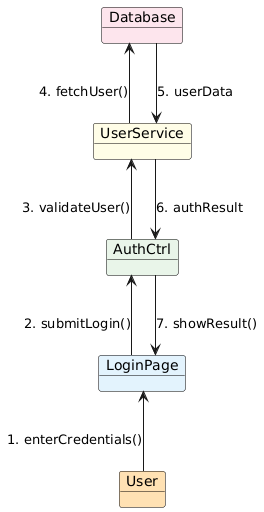 Database
4. fetchUser()
5. userData
UserService
3. validateUser()
6. authResult
AuthCtrl
2. submitLogin()
7. showResult()
LoginPage
1. enterCredentials()
User